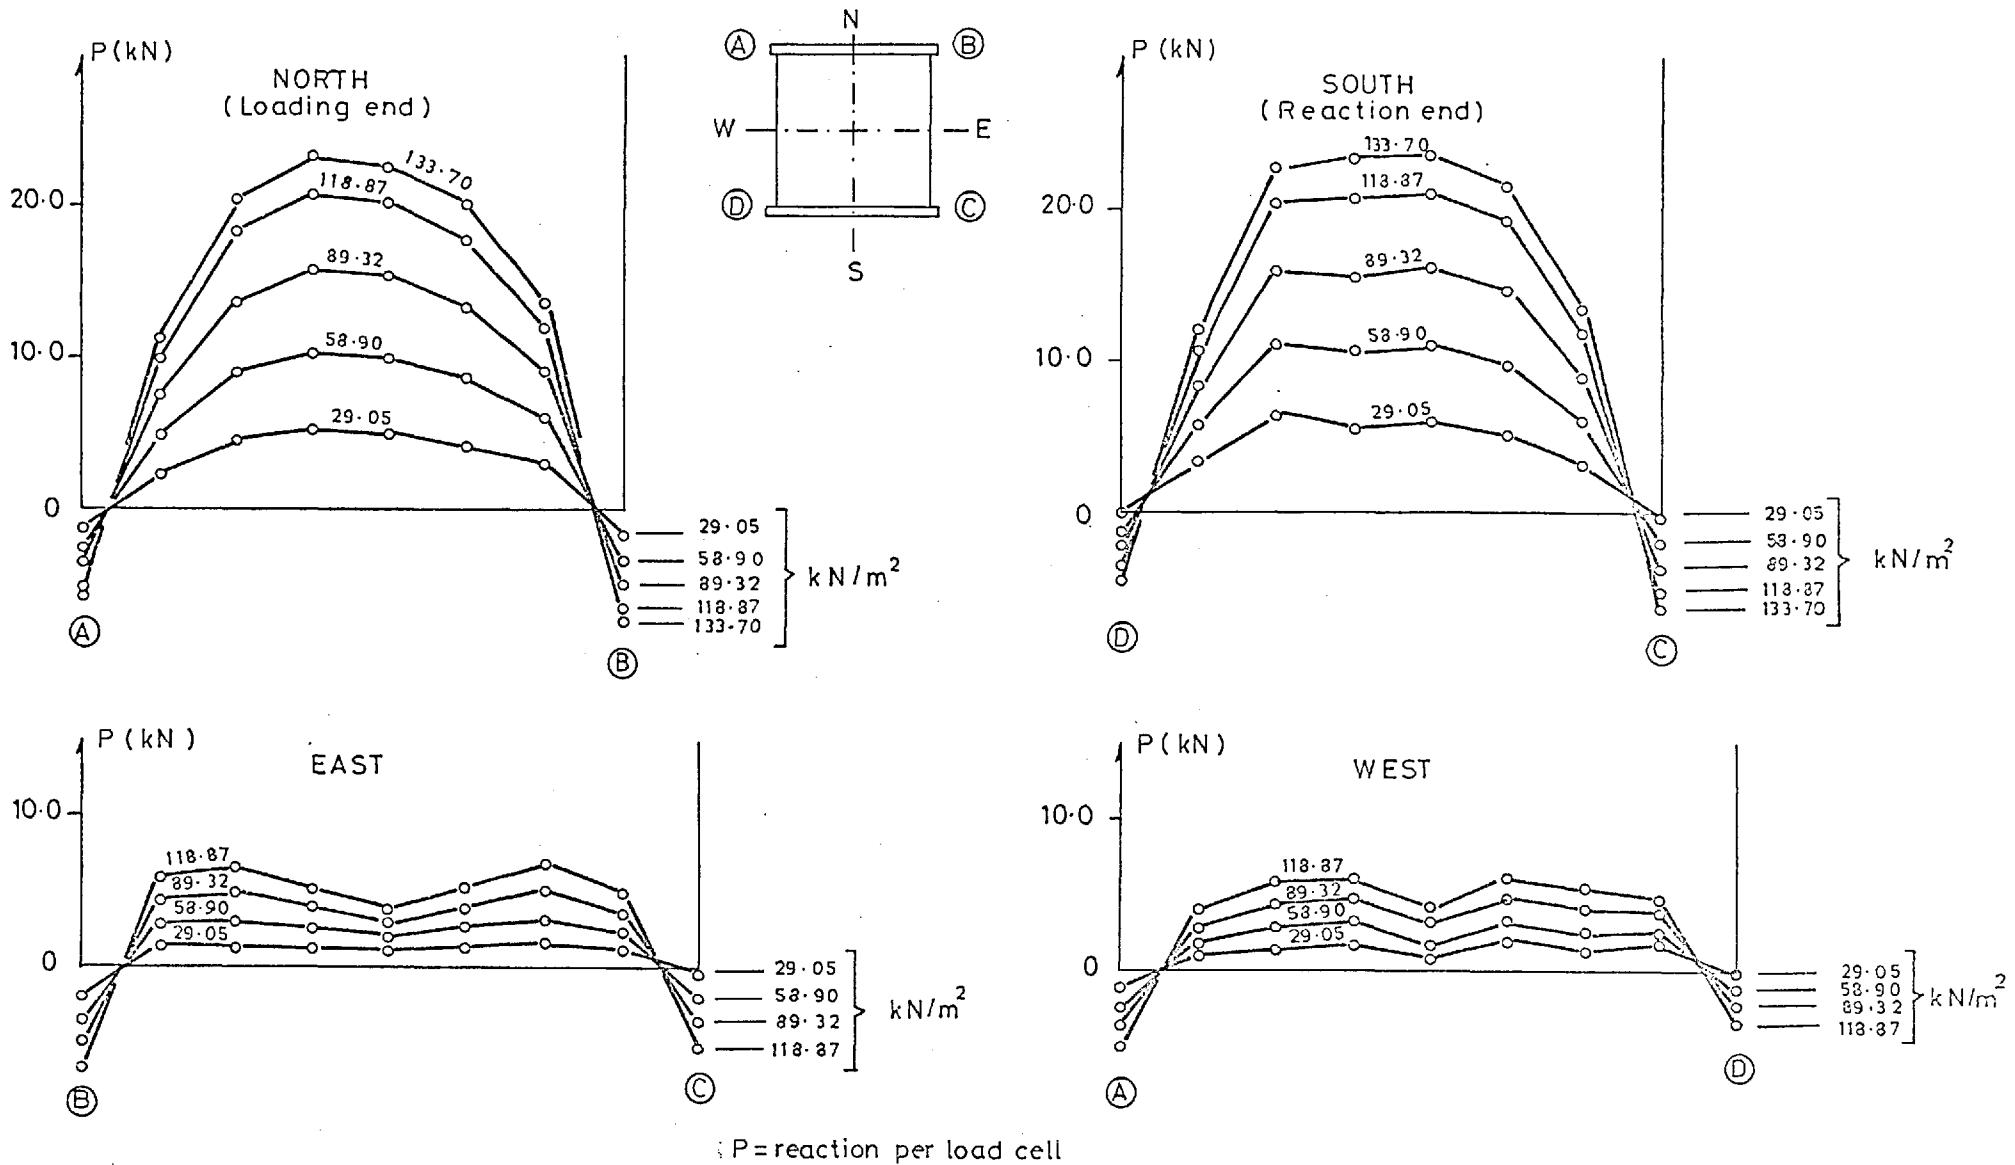 P(kN)
NORTH
(Loading end)
20·0
10·0
0
133·70
118·87
89·32
58·90
29·05
29·05
58·90
89·32
118·87
133·70
kN/m²
A
B
N
A
B
W
E
D
C
S
P(kN)
SOUTH
(Reaction end)
20·0
10·0
0
133·70
118·87
89·32
58·90
29·05
29·05
58·90
89·32
118·87
133·70
kN/m²
D
C
P(kN)
EAST
10·0
0
118·87
89·32
58·90
29·05
29·05
58·90
89·32
118·87
kN/m²
B
C
P(kN)
WEST
10·0
0
118·87
89·32
58·90
29·05
29·05
58·90
89·32
118·87
kN/m²
A
D
P=reaction per load cell